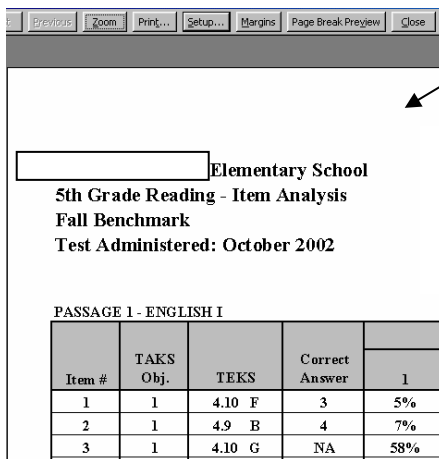 Previous Zoom Print... Setup... Margins Page Break Preview Close
Elementary School
5th Grade Reading - Item Analysis
Fall Benchmark
Test Administered: October 2002
PASSAGE 1 - ENGLISH I
Item # TAKS Obj. TEKS Correct Answer 1
1 1 4.10 F 3 5%
2 1 4.9 B 4 7%
3 1 4.10 G NA 58%